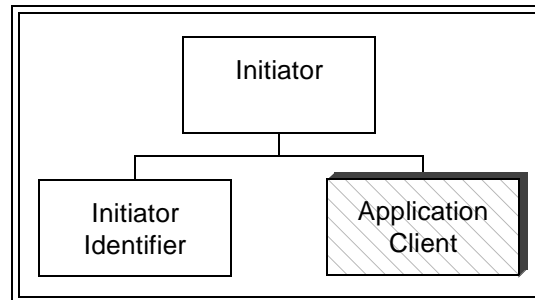 Initiator
Initiator
Identifier
Application
Client